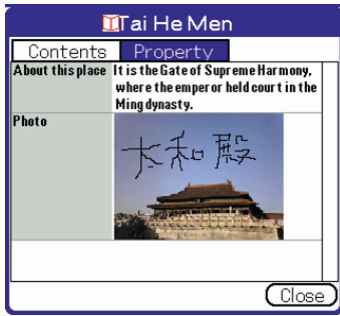 Tai He Men
Contents Property
About this place It is the Gate of Supreme Harmony,
where the emperor held court in the
Ming dynasty.
Photo
太和殿
Close